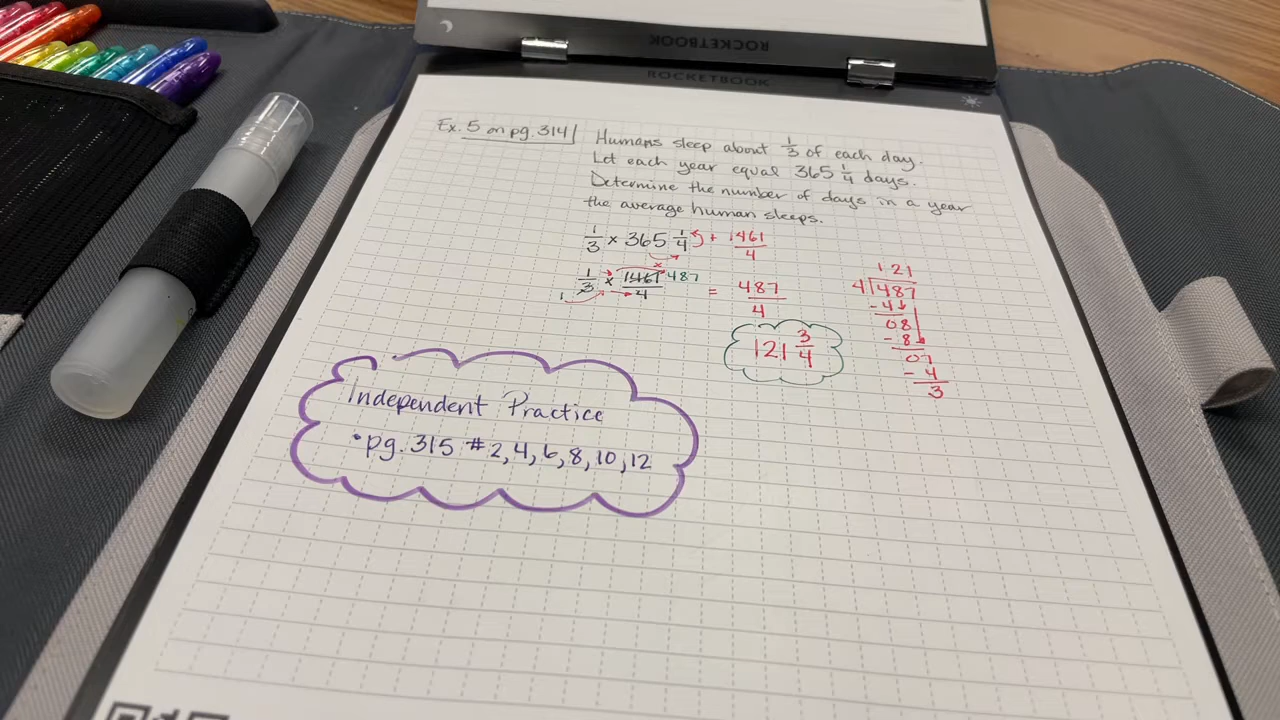 ROCKETBOOK
ROCKETBOOK
Ex. 5 on pg. 314
Humans sleep about 1/3 of each day.
Let each year equal 365 1/4 days.
Determine the number of days in a year
the average human sleeps.
1/3 × 365 1/4 + 1461/4
×
1/3 × 1461/4 487
1
= 487/4
121 3/4
121
4 487
-4
08
-8
07
-4
3
Independent Practice
• pg. 315 # 2, 4, 6, 8, 10, 12